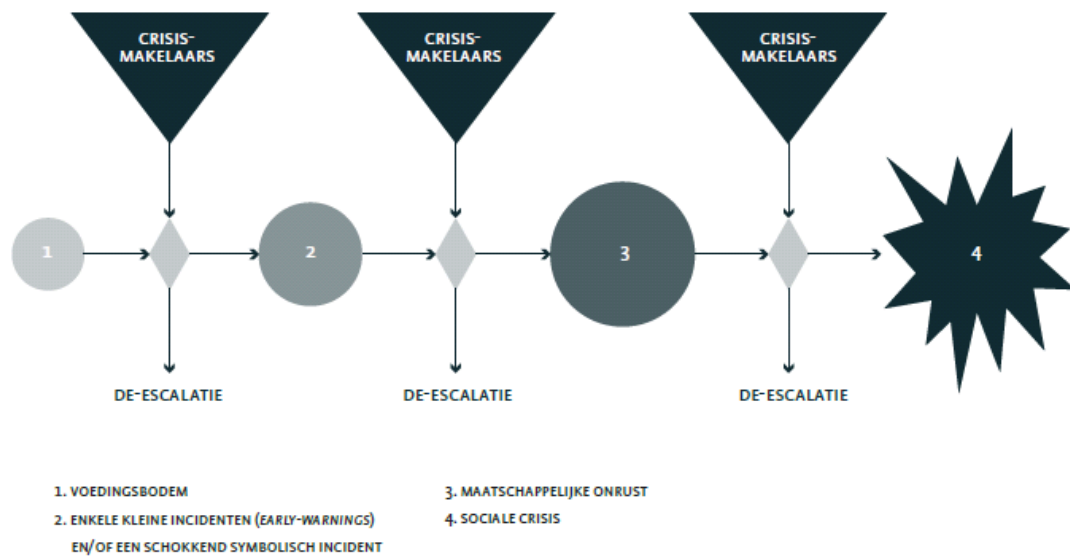 CRISIS-
MAKELAARS
CRISIS-
MAKELAARS
CRISIS-
MAKELAARS
1
2
3
4
DE-ESCALATIE
DE-ESCALATIE
DE-ESCALATIE
1. VOEDINGSBODEM
2. ENKELE KLEINE INCIDENTEN (EARLY-WARNINGS)
EN/OF EEN SCHOKKEND SYMBOLISCH INCIDENT
3. MAATSCHAPPELIJKE ONRUST
4. SOCIALE CRISIS